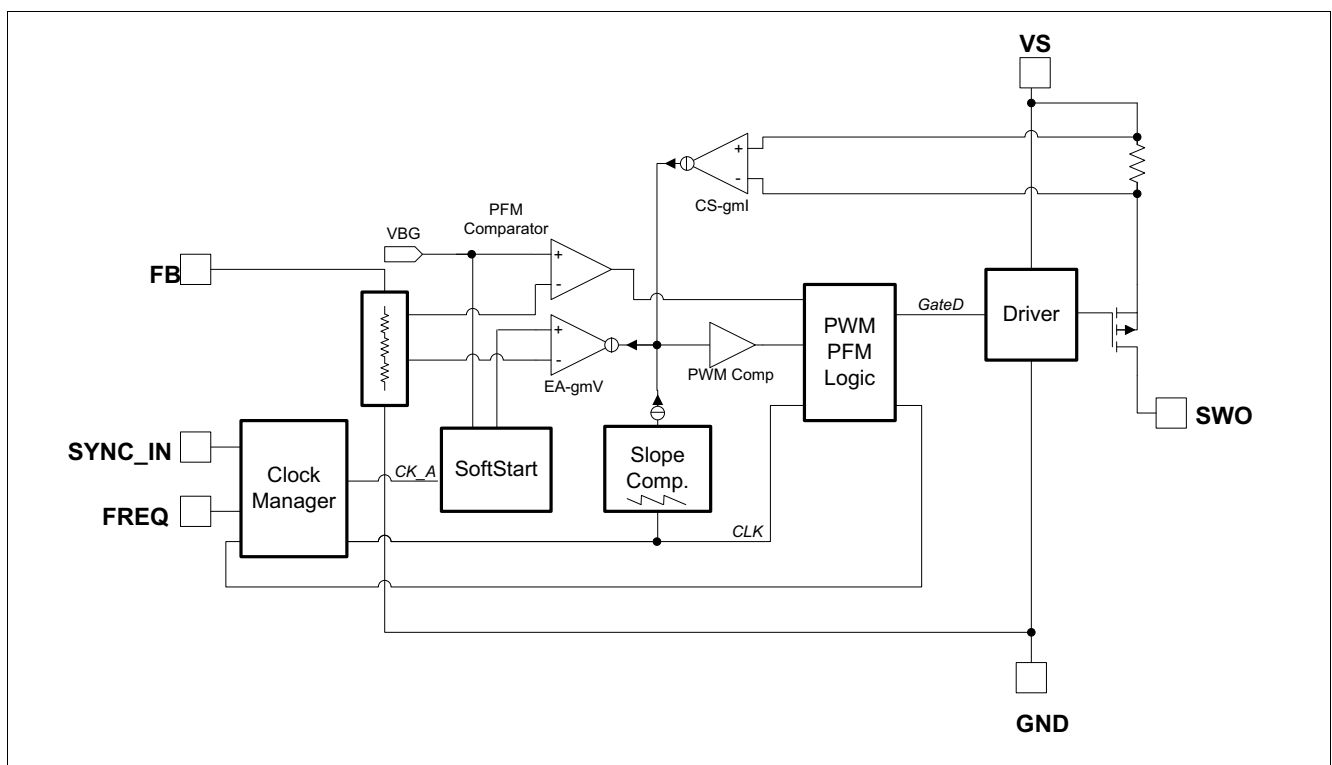 VS
+
-
CS-gml
PFM
Comparator
VBG
+
-
FB
GateD
Driver
PWM
PFM
Logic
+
-
EA-gmV
PWM Comp
SWO
SYNC_IN
Clock
Manager
CK_A
SoftStart
Slope
Comp.
FREQ
CLK
GND